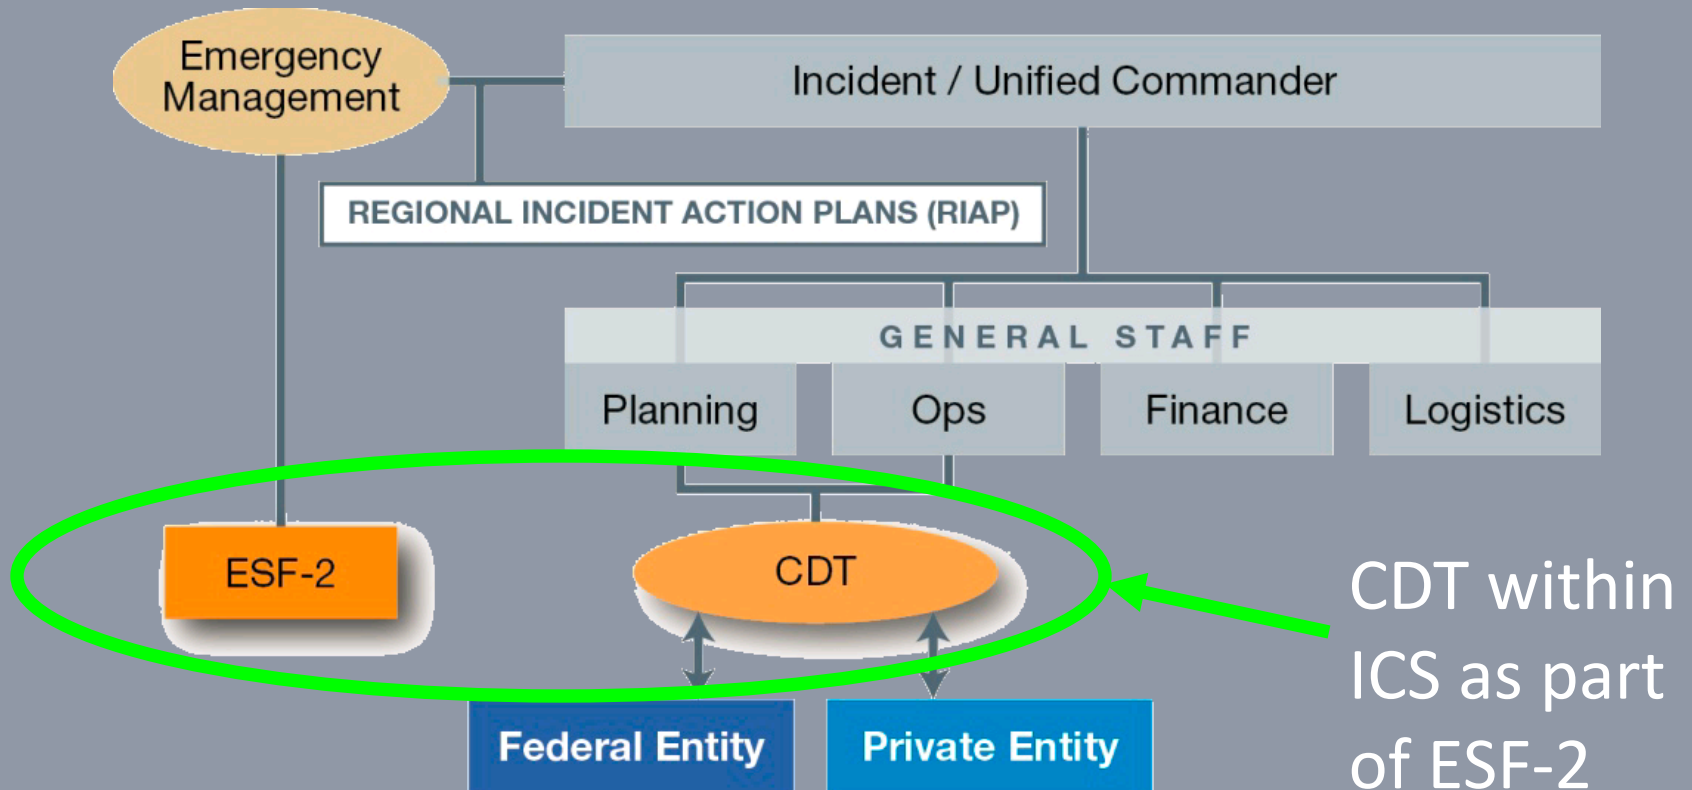 Emergency
Management
Incident / Unified Commander
REGIONAL INCIDENT ACTION PLANS (RIAP)
GENERAL STAFF
Planning
Ops
Finance
Logistics
ESF-2
CDT
CDT within
ICS as part
of ESF-2
Federal Entity
Private Entity